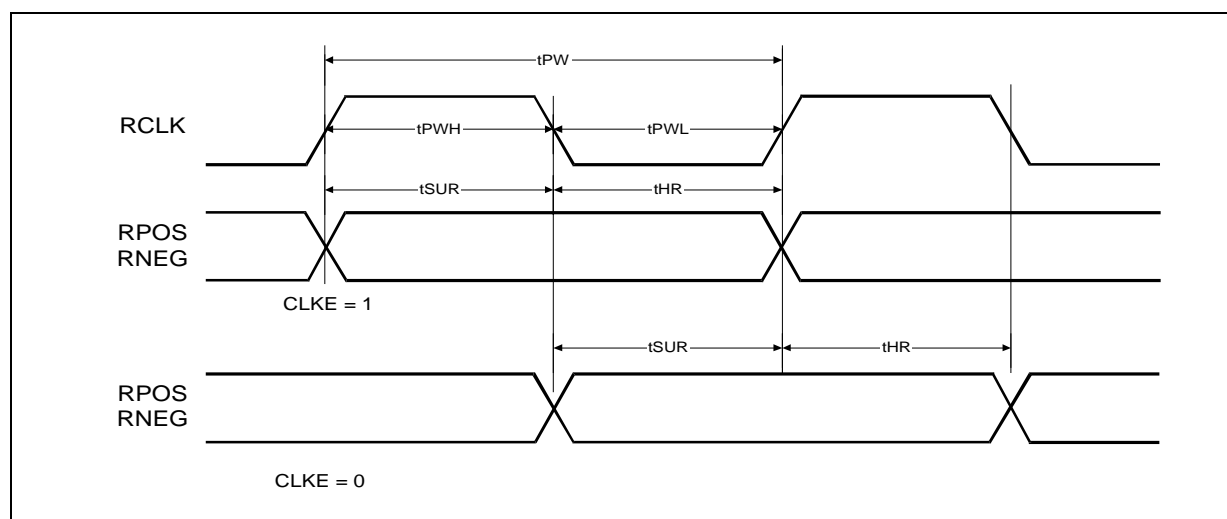 tPW
RCLK
tPWH
tPWL
tSUR
tHR
RPOS
RNEG
CLKE = 1
tSUR
tHR
RPOS
RNEG
CLKE = 0